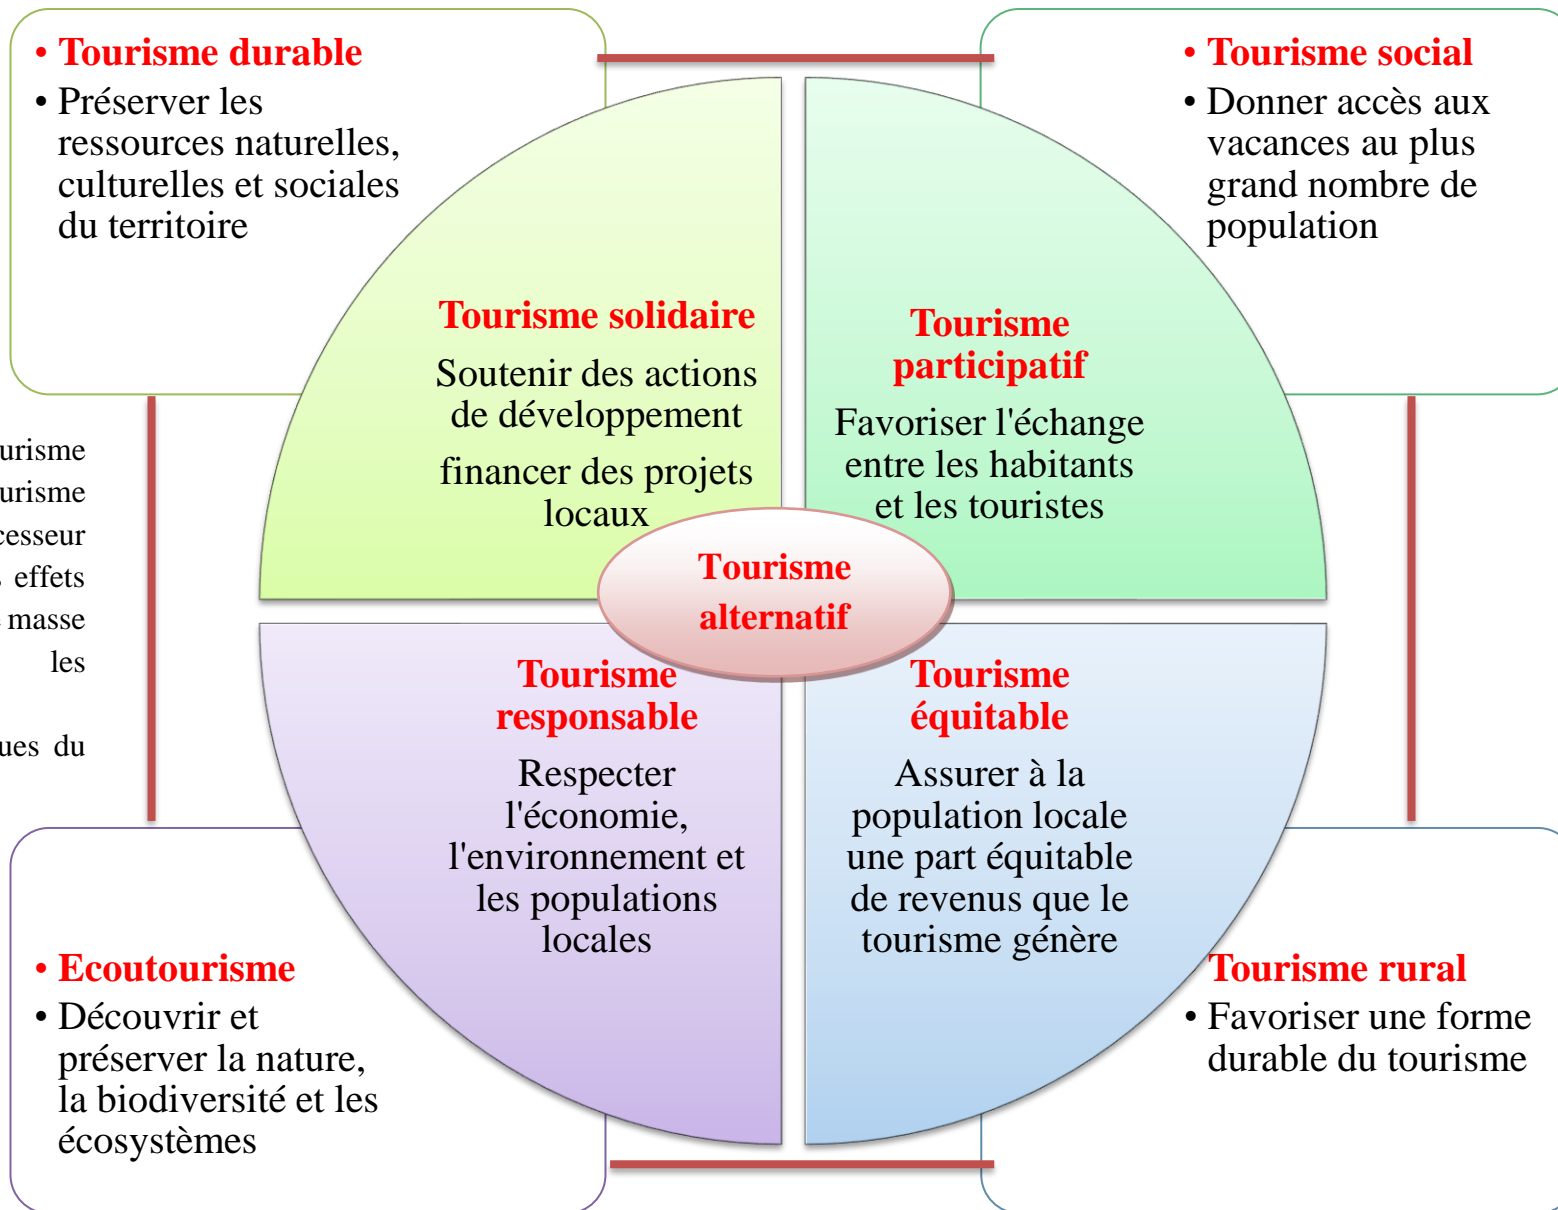 • Tourisme durable
• Préserver les
ressources naturelles,
culturelles et sociales
du territoire
• Tourisme social
• Donner accès aux
vacances au plus
grand nombre de
population
Tourisme solidaire
Soutenir des actions
de développement
financer des projets
locaux
Tourisme
participatif
Favoriser l'échange
entre les habitants
et les touristes
Tourisme
alternatif
effets
masse
les
du
Tourisme
responsable
Respecter
l'économie,
l'environnement et
les populations
locales
Tourisme
équitable
Assurer à la
population locale
une part équitable
de revenus que le
tourisme génère
• Ecoutourisme
• Découvrir et
préserver la nature,
la biodiversité et les
écosystèmes
Tourisme rural
• Favoriser une forme
durable du tourisme